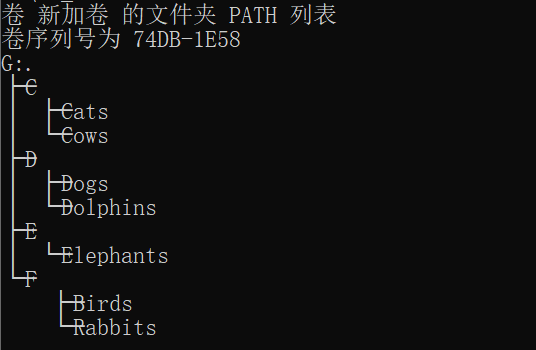 卷 新加卷 的文件夹 PATH 列表
卷序列号为 74DB-1E58
G:.
├─C
│  ├─Cats
│  └─Cows
├─D
│  ├─Dogs
│  └─Dolphins
├─E
│  └─Elephants
└─F
    ├─Birds
    └─Rabbits